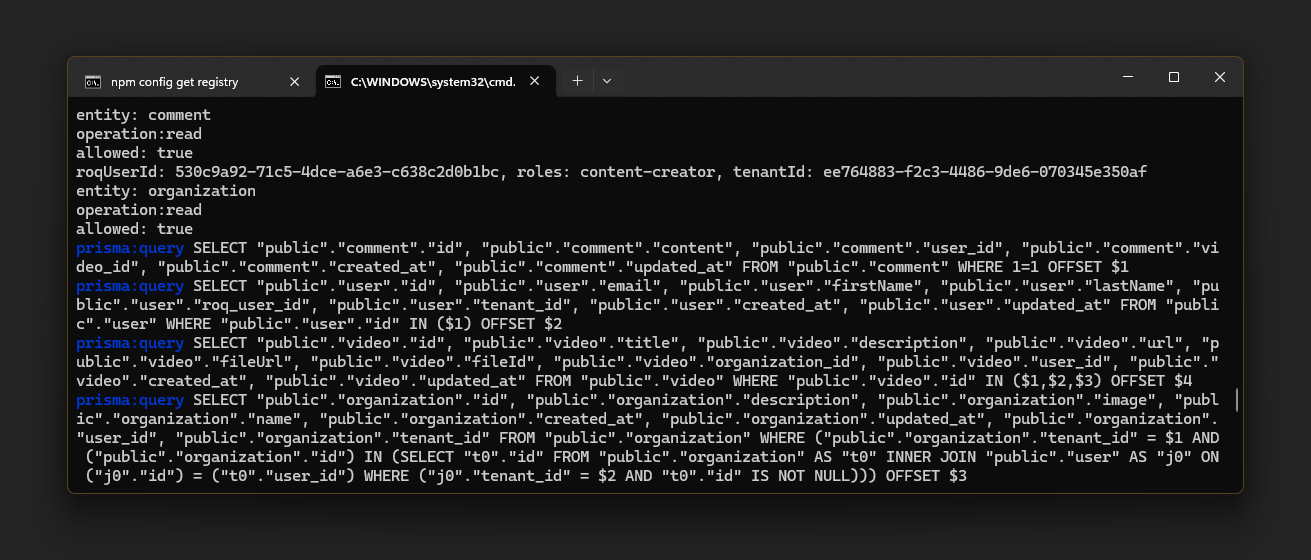 npm config get registry
C:\WINDOWS\system32\cmd.
entity: comment
operation:read
allowed: true
roqUserId: 530c9a92-71c5-4dce-a6e3-c638c2d0b1bc, roles: content-creator, tenantId: ee764883-f2c3-4486-9de6-070345e350af
entity: organization
operation:read
allowed: true
prisma:query SELECT "public"."comment"."id", "public"."comment"."content", "public"."comment"."user_id", "public"."comment"."vi
deo_id", "public"."comment"."created_at", "public"."comment"."updated_at" FROM "public"."comment" WHERE 1=1 OFFSET $1
prisma:query SELECT "public"."user"."id", "public"."user"."email", "public"."user"."firstName", "public"."user"."lastName", "pu
blic"."user"."roq_user_id", "public"."user"."tenant_id", "public"."user"."created_at", "public"."user"."updated_at" FROM "publi
c"."user" WHERE "public"."user"."id" IN ($1) OFFSET $2
prisma:query SELECT "public"."video"."id", "public"."video"."title", "public"."video"."description", "public"."video"."url", "p
ublic"."video"."fileUrl", "public"."video"."fileId", "public"."video"."organization_id", "public"."video"."user_id", "public"."
video"."created_at", "public"."video"."updated_at" FROM "public"."video" WHERE "public"."video"."id" IN ($1,$2,$3) OFFSET $4
prisma:query SELECT "public"."organization"."id", "public"."organization"."description", "public"."organization"."image", "publ
ic"."organization"."name", "public"."organization"."created_at", "public"."organization"."updated_at", "public"."organization".
"user_id", "public"."organization"."tenant_id" FROM "public"."organization" WHERE ("public"."organization"."tenant_id" = $1 AND
("public"."organization"."id") IN (SELECT "t0"."id" FROM "public"."organization" AS "t0" INNER JOIN "public"."user" AS "j0" ON
("j0"."id") = ("t0"."user_id") WHERE ("j0"."tenant_id" = $2 AND "t0"."id" IS NOT NULL))) OFFSET $3